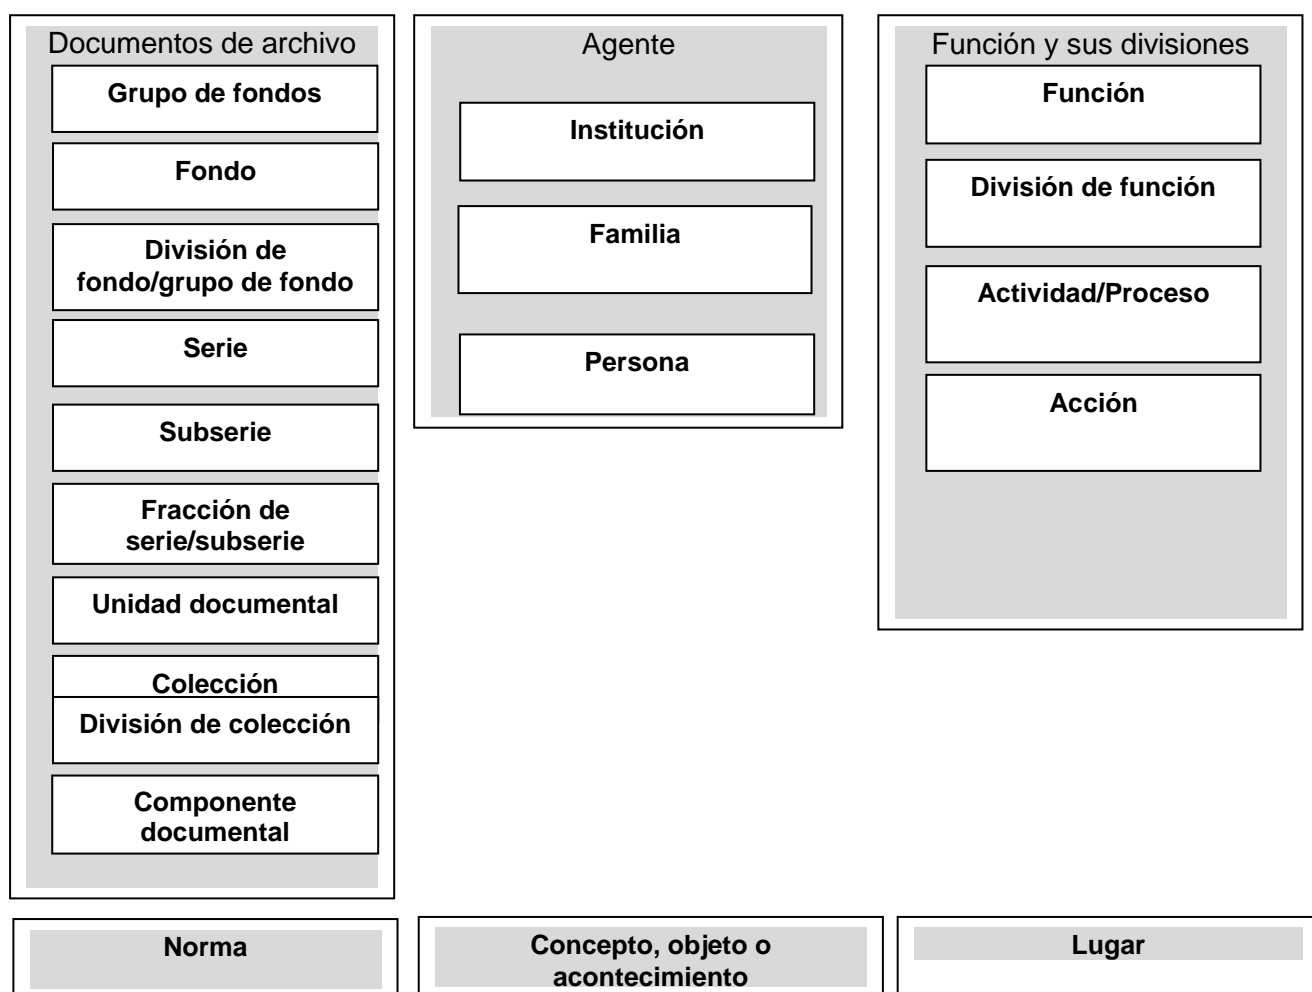 Documentos de archivo
Grupo de fondos
Fondo
División de
fondo/grupo de fondo
Serie
Subserie
Fracción de
serie/subserie
Unidad documental
Colección
División de colección
Componente
documental
Agente
Institución
Familia
Persona
Función y sus divisiones
Función
División de función
Actividad/Proceso
Acción
Norma
Concepto, objeto o
acontecimiento
Lugar